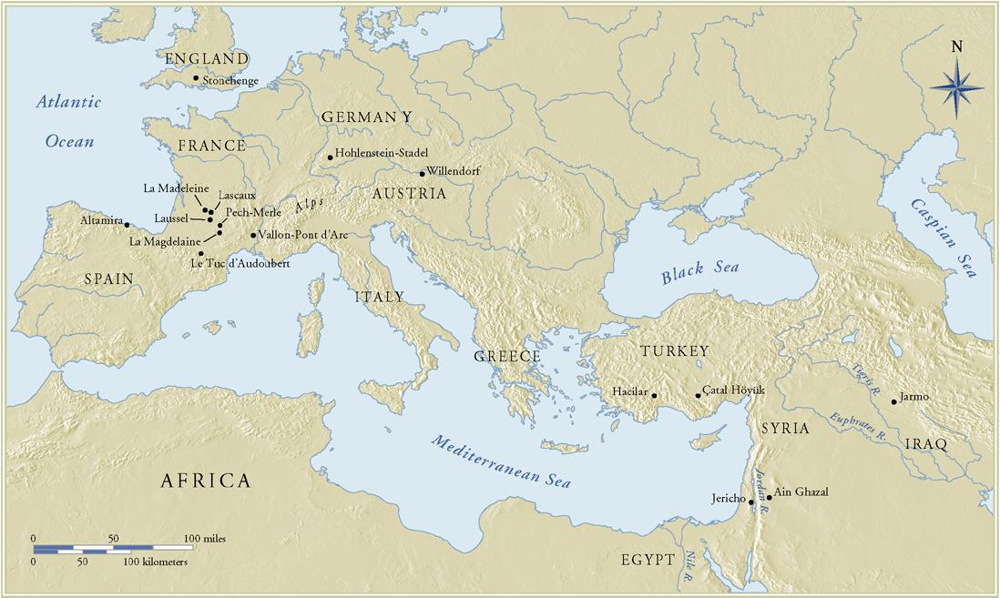 N
ENGLAND
Stonehenge
Atlantic
Ocean
GERMANY
FRANCE
Hohlenstein-Stadel
Willendorf
La Madeleine
Lascaux
AUSTRIA
Alps
Laussel
Pech-Merle
Altamira
Vallon-Pont d'Arc
La Magdelaine
Le Tuc d'Audoubert
Caspian Sea
Black Sea
SPAIN
ITALY
GREECE
TURKEY
Tigris R.
Hacilar
Çatal Höyük
Jarmo
Euphrates R.
SYRIA
IRAQ
Mediterranean Sea
AFRICA
Jordan R.
Jericho
Ain Ghazal
0 50 100 miles
0 50 100 kilometers
EGYPT
Nile R.